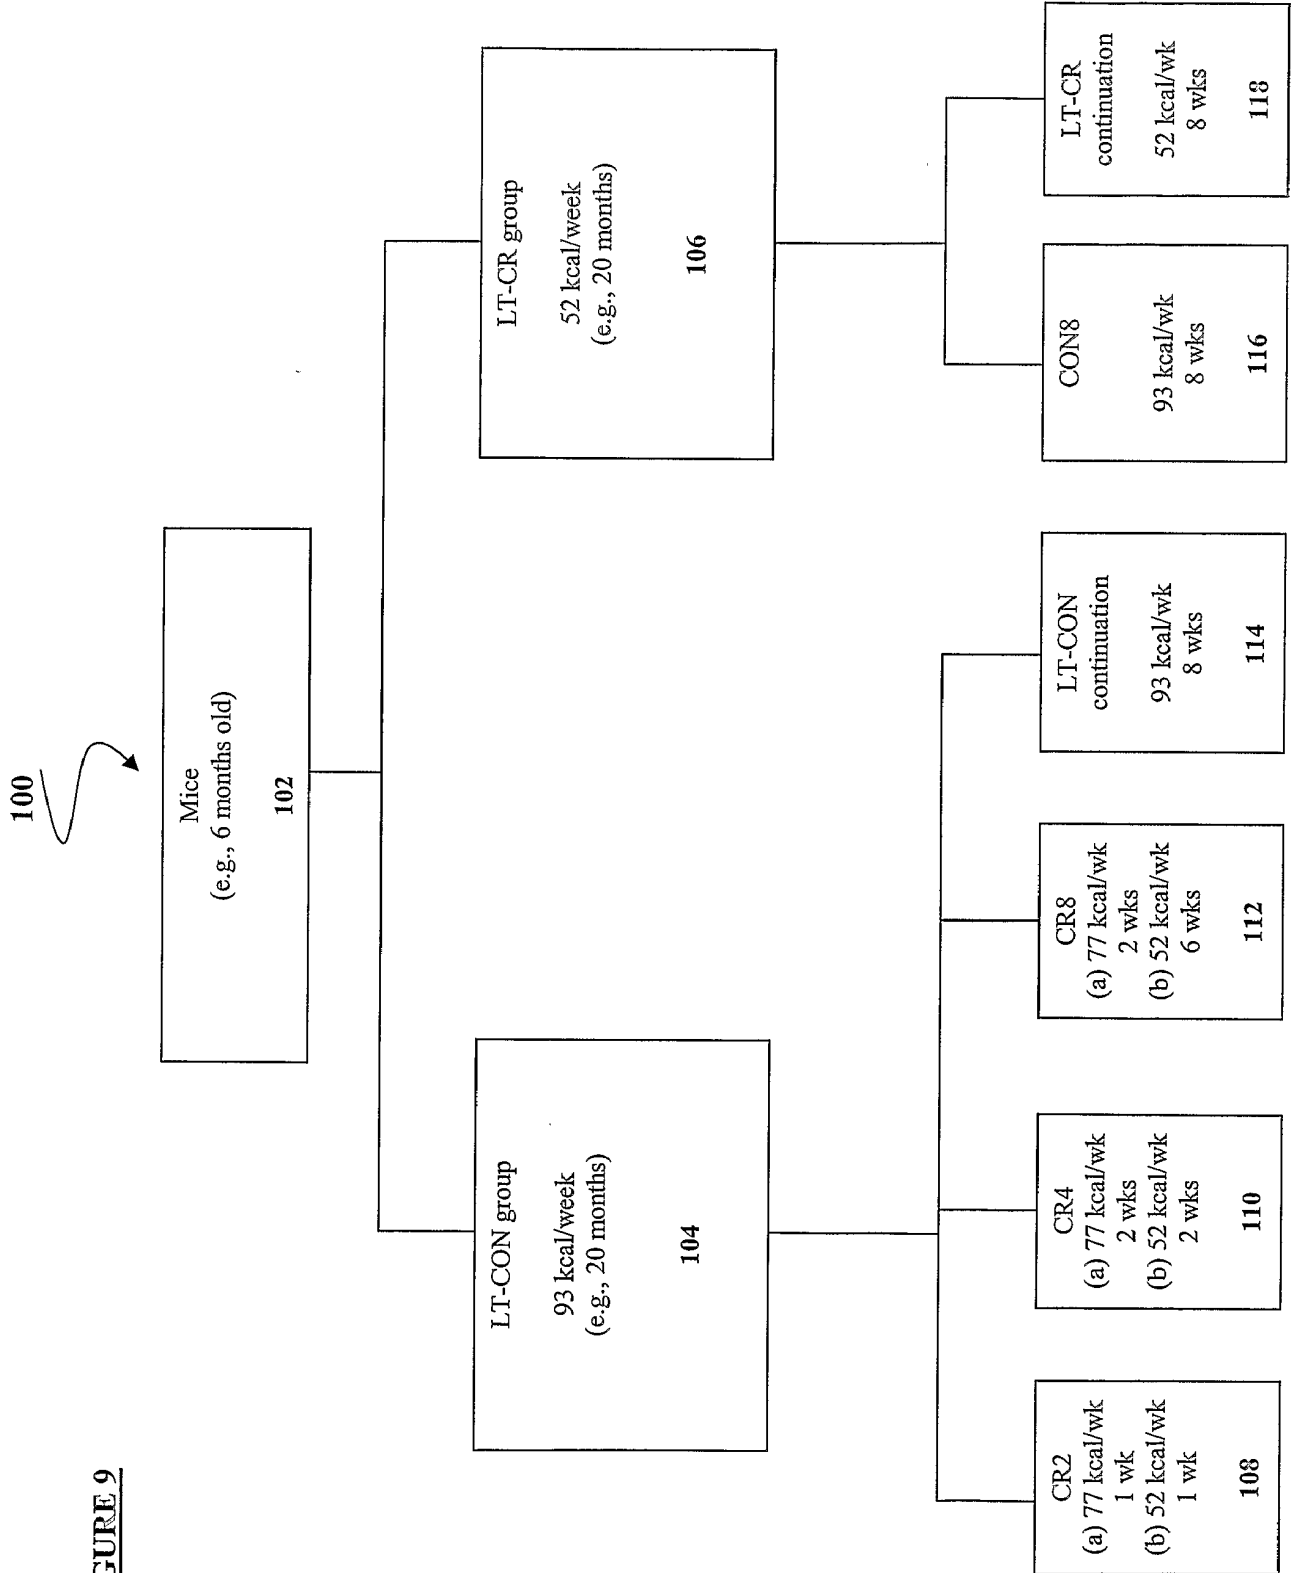 GURE 9
100
Mice
(e.g., 6 months old)
102
LT-CON group
93 kcal/week
(e.g., 20 months)
104
LT-CR group
52 kcal/week
(e.g., 20 months)
106
CR2
(a) 77 kcal/wk
1 wk
(b) 52 kcal/wk
1 wk
108
CR4
(a) 77 kcal/wk
2 wks
(b) 52 kcal/wk
2 wks
110
CR8
(a) 77 kcal/wk
2 wks
(b) 52 kcal/wk
6 wks
112
LT-CON
continuation
93 kcal/wk
8 wks
114
CON8
93 kcal/wk
8 wks
116
LT-CR
continuation
52 kcal/wk
8 wks
118